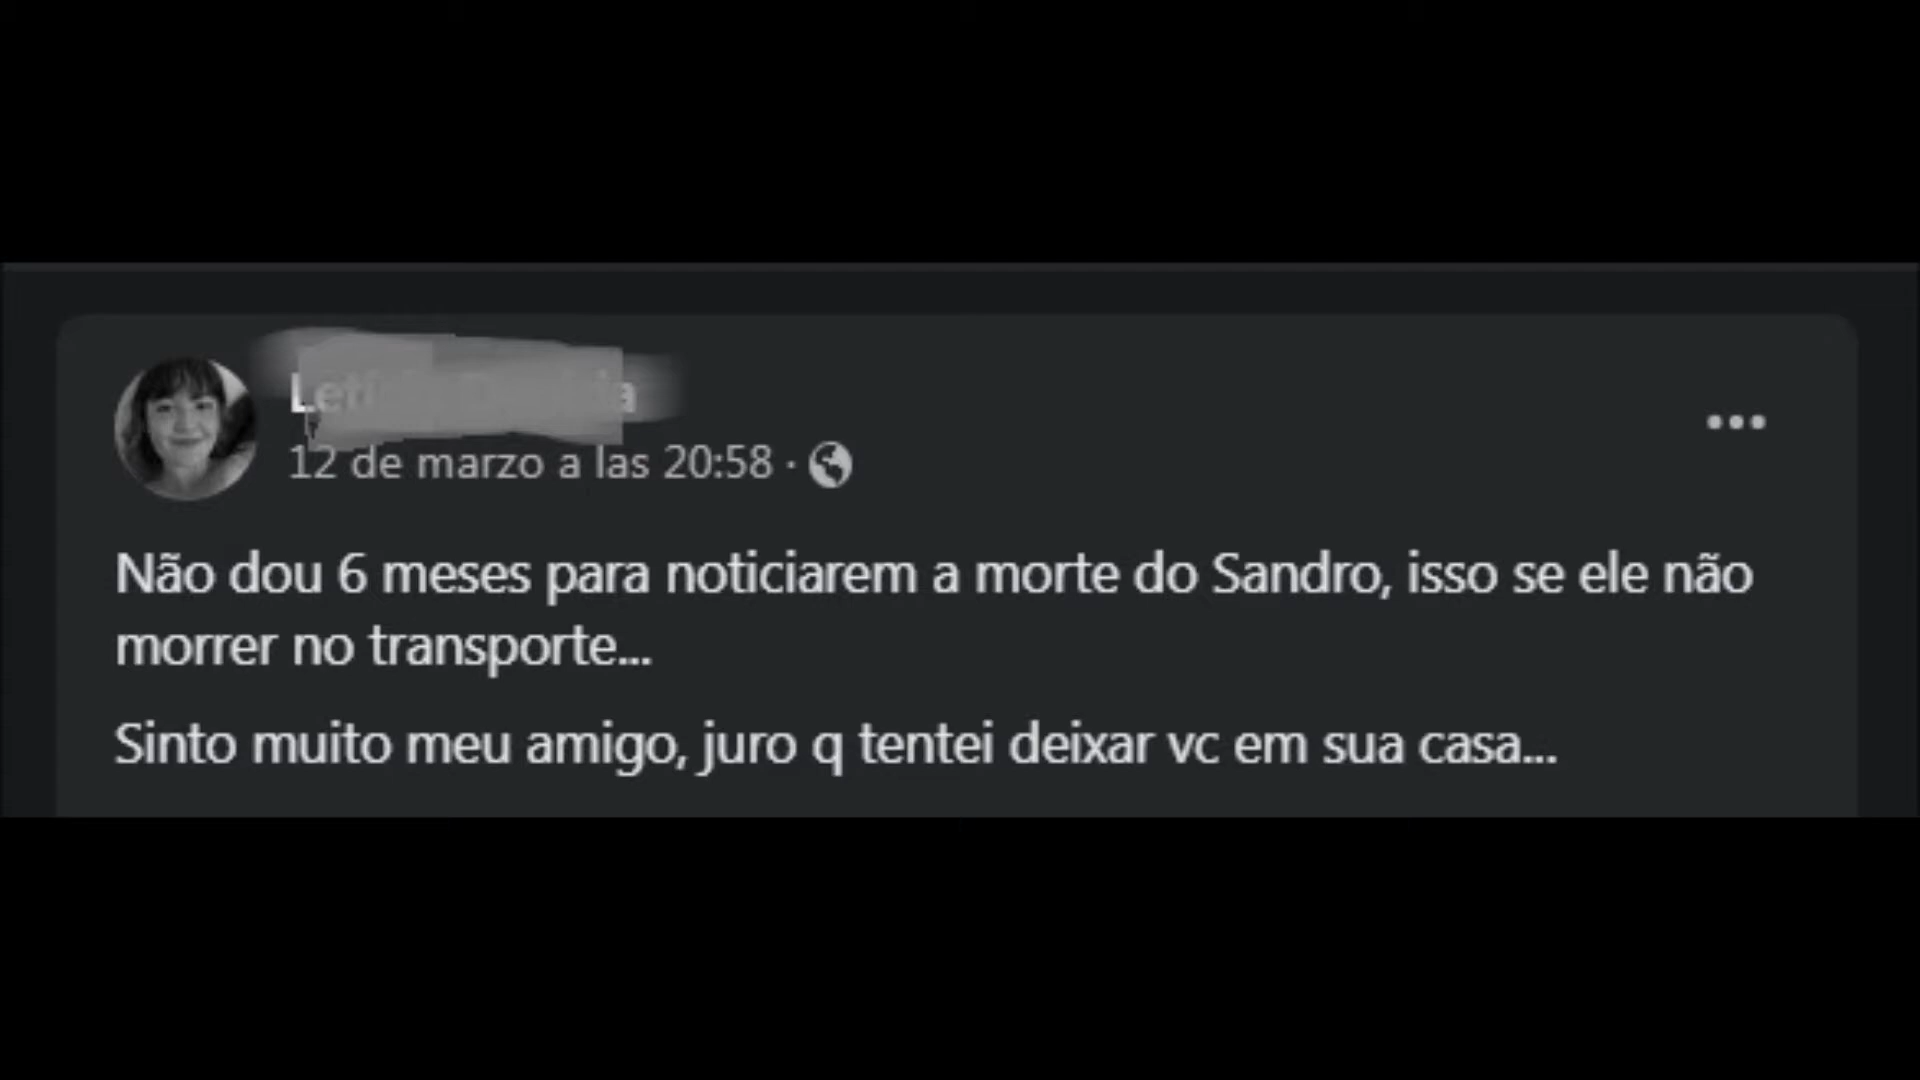 12 de marzo a las 20:58 ·
Não dou 6 meses para noticiarem a morte do Sandro, isso se ele não
morrer no transporte...
Sinto muito meu amigo, juro q tentei deixar vc em sua casa...